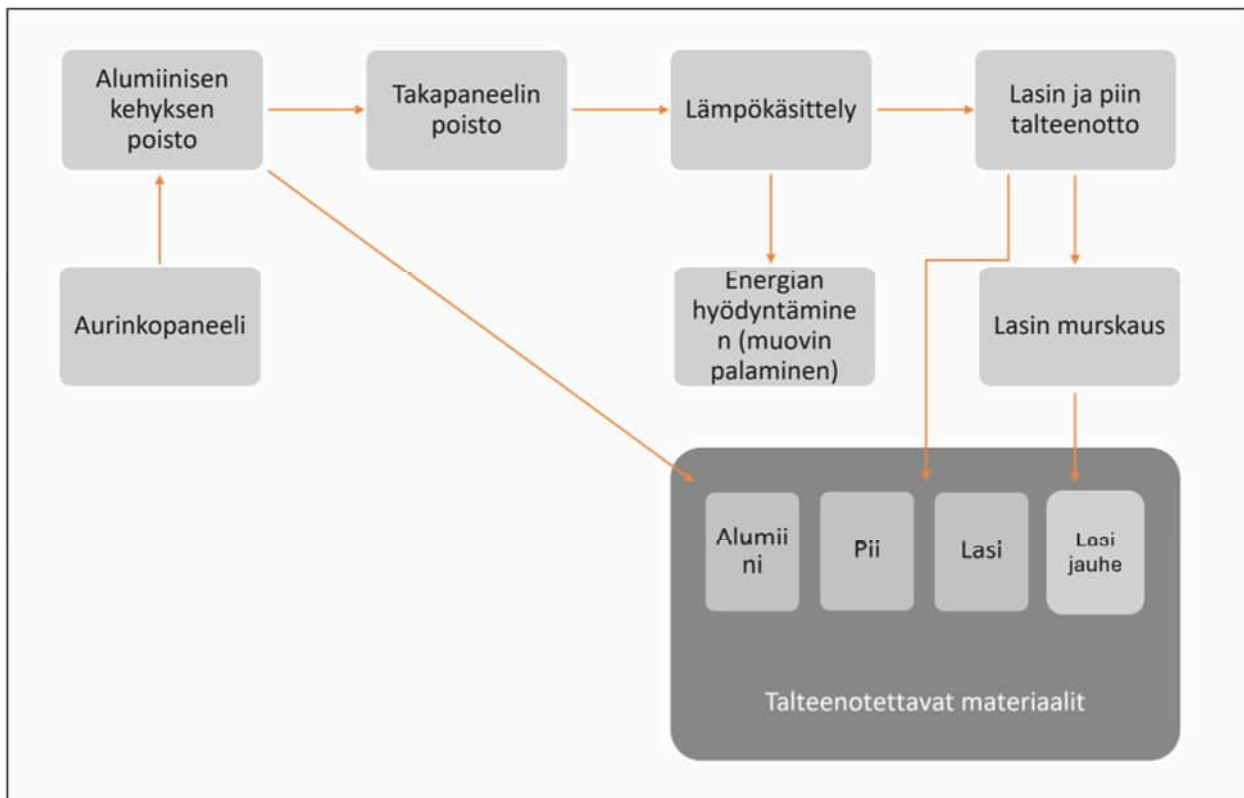 Alumiinisen
kehyksen
poisto
Takapaneelin
poisto
Lämpökäsittely
Lasin ja piin
talteenotto
Aurinkopaneeli
Energian
hyödyntämine
n (muovin
palaminen)
Lasin murskaus
Alumii
ni
Pii
Lasi
Lasi
jauhe
Talteenotettavat materiaalit